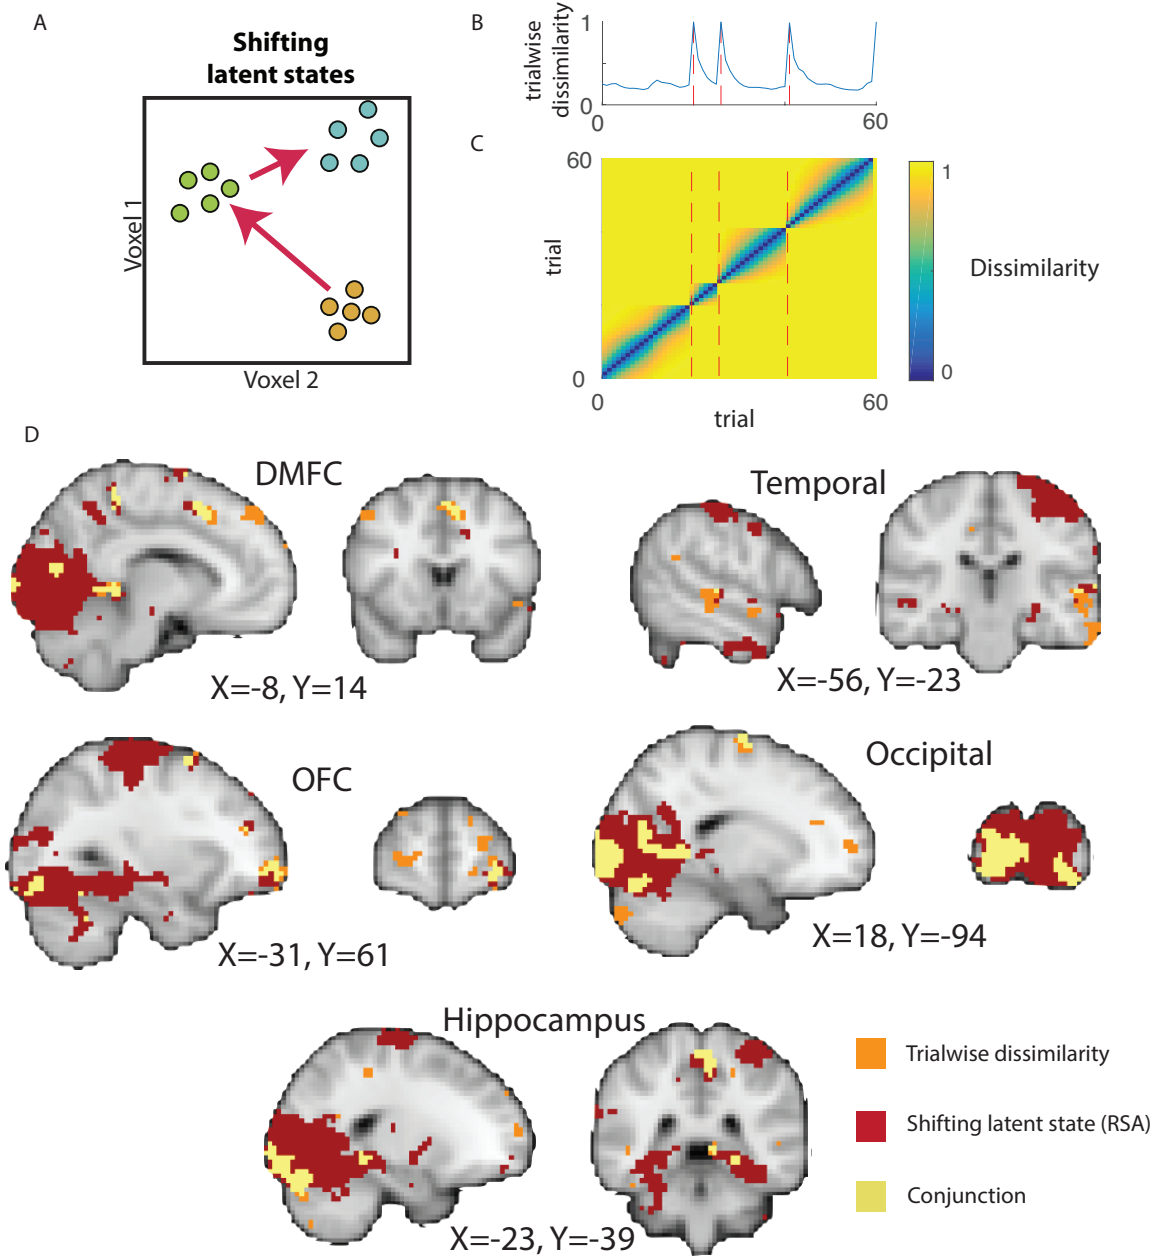 A
Shifting
latent states
Voxel 1
Voxel 2
B
trialwise
dissimilarity
1
0
0
60
C
60
trial
0
0
60
trial
1
0
Dissimilarity
D
DMFC
X=-8, Y=14
Temporal
X=-56, Y=-23
OFC
X=-31, Y=61
Occipital
X=18, Y=-94
Hippocampus
X=-23, Y=-39
Trialwise dissimilarity
Shifting latent state (RSA)
Conjunction